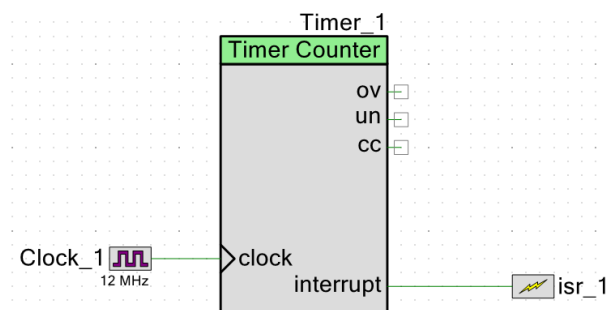 Timer_1
Timer Counter
ov
un
cc
Clock_1
12 MHz
clock
interrupt
isr_1